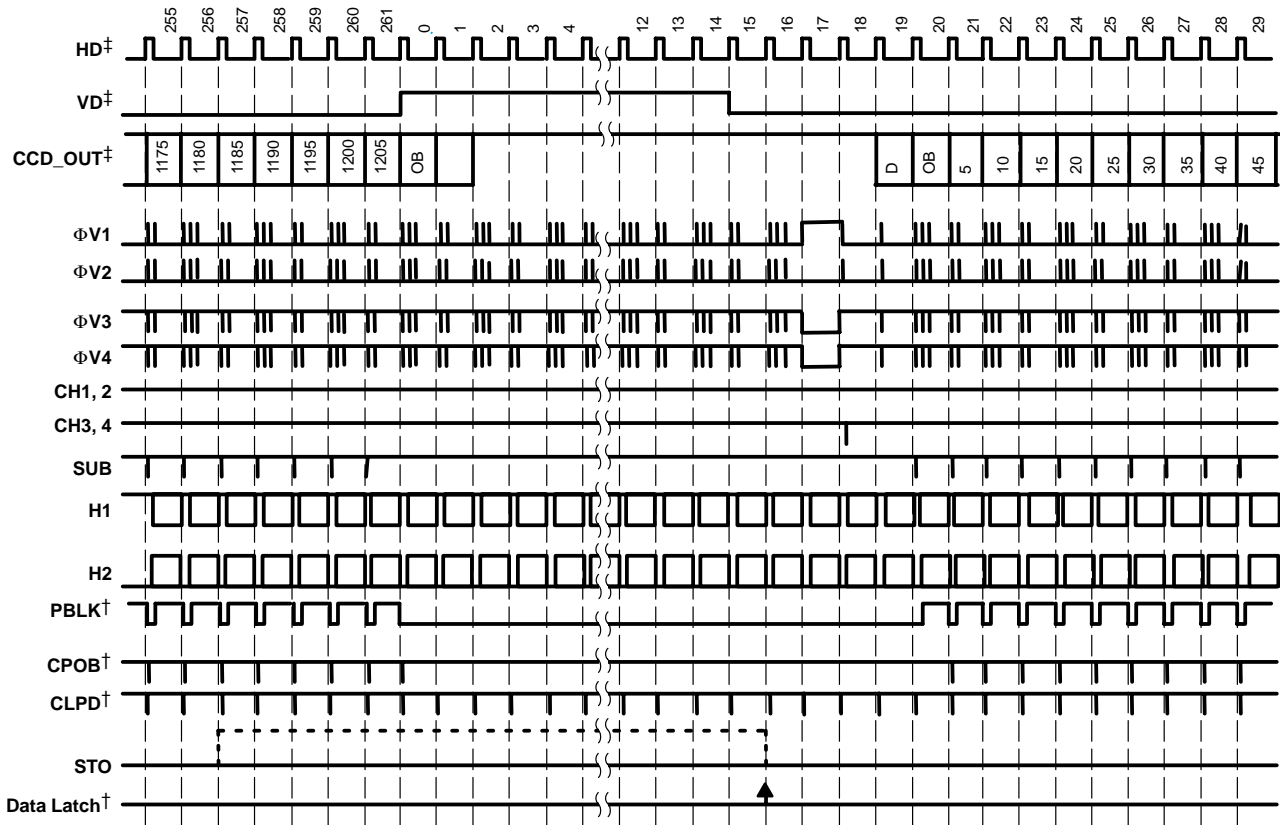 255 256 257 258 259 260 261 0 1 2 3 4 12 13 14 15 16 17 18 19 20 21 22 23 24 25 26 27 28 29
HD‡
VD‡
CCD_OUT‡ 1175 1180 1185 1190 1195 1200 1205 OB D OB 5 10 15 20 25 30 35 40 45
ΦV1
ΦV2
ΦV3
ΦV4
CH1, 2
CH3, 4
SUB
H1
H2
PBLK†
CPOB†
CLPD†
STO
Data Latch†